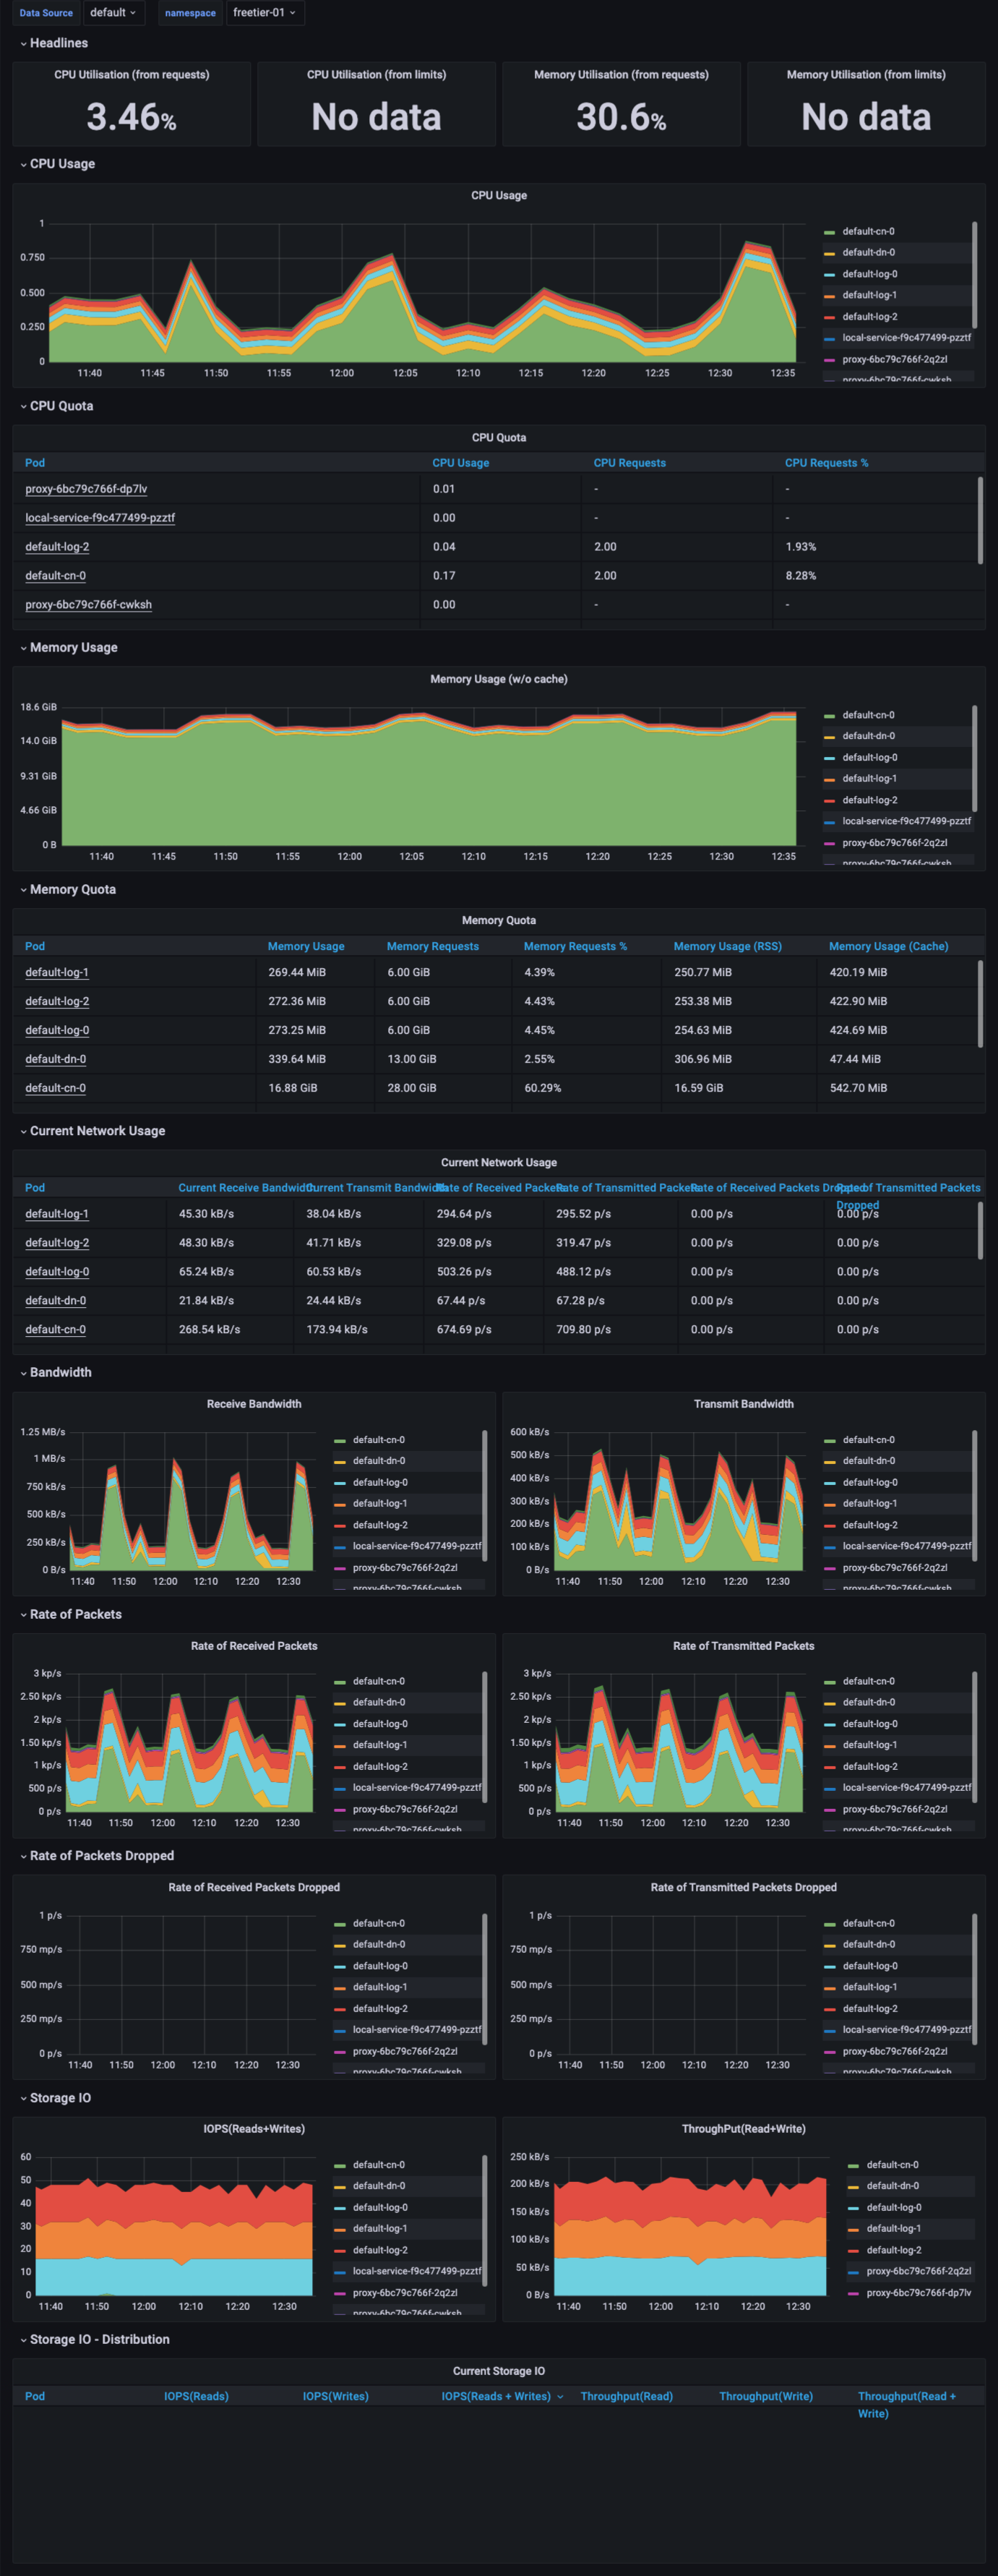 Data Source default namespace freetier-01
Headlines
CPU Utilisation (from requests) CPU Utilisation (from limits) Memory Utilisation (from requests) Memory Utilisation (from limits)
3.46% No data 30.6% No data
CPU Usage
CPU Usage
1
0.750
0.500
0.250
0
11:40 11:45 11:50 11:55 12:00 12:05 12:10 12:15 12:20 12:25 12:30 12:35
default-cn-0
default-dn-0
default-log-0
default-log-1
default-log-2
local-service-f9c477499-pzztf
proxy-6bc79c766f-2q2zl
proxy-6bc79c766f-cwksh
CPU Quota
CPU Quota
Pod CPU Usage CPU Requests CPU Requests %
proxy-6bc79c766f-dp7lv 0.01 - -
local-service-f9c477499-pzztf 0.00 - -
default-log-2 0.04 2.00 1.93%
default-cn-0 0.17 2.00 8.28%
proxy-6bc79c766f-cwksh 0.00 - -
Memory Usage
Memory Usage (w/o cache)
18.6 GiB
14.0 GiB
9.31 GiB
4.66 GiB
0 B
11:40 11:45 11:50 11:55 12:00 12:05 12:10 12:15 12:20 12:25 12:30 12:35
default-cn-0
default-dn-0
default-log-0
default-log-1
default-log-2
local-service-f9c477499-pzztf
proxy-6bc79c766f-2q2zl
proxy-6bc79c766f-cwksh
Memory Quota
Memory Quota
Pod Memory Usage Memory Requests Memory Requests % Memory Usage (RSS) Memory Usage (Cache)
default-log-1 269.44 MiB 6.00 GiB 4.39% 250.77 MiB 420.19 MiB
default-log-2 272.36 MiB 6.00 GiB 4.43% 253.38 MiB 422.90 MiB
default-log-0 273.25 MiB 6.00 GiB 4.45% 254.63 MiB 424.69 MiB
default-dn-0 339.64 MiB 13.00 GiB 2.55% 306.96 MiB 47.44 MiB
default-cn-0 16.88 GiB 28.00 GiB 60.29% 16.59 GiB 542.70 MiB
Current Network Usage
Current Network Usage
Pod Current Receive Bandwidth Current Transmit Bandwidth Rate of Received Packets Rate of Transmitted Packets Rate of Received Packets Dropped Rate of Transmitted Packets
Dropped
default-log-1 45.30 kB/s 38.04 kB/s 294.64 p/s 295.52 p/s 0.00 p/s 0.00 p/s
default-log-2 48.30 kB/s 41.71 kB/s 329.08 p/s 319.47 p/s 0.00 p/s 0.00 p/s
default-log-0 65.24 kB/s 60.53 kB/s 503.26 p/s 488.12 p/s 0.00 p/s 0.00 p/s
default-dn-0 21.84 kB/s 24.44 kB/s 67.44 p/s 67.28 p/s 0.00 p/s 0.00 p/s
default-cn-0 268.54 kB/s 173.94 kB/s 674.69 p/s 709.80 p/s 0.00 p/s 0.00 p/s
Bandwidth
Receive Bandwidth
1.25 MB/s
1 MB/s
750 kB/s
500 kB/s
250 kB/s
0 B/s
11:40 11:50 12:00 12:10 12:20 12:30
default-cn-0
default-dn-0
default-log-0
default-log-1
default-log-2
local-service-f9c477499-pzztf
proxy-6bc79c766f-2q2zl
proxy-6bc79c766f-cwksh
Transmit Bandwidth
600 kB/s
500 kB/s
400 kB/s
300 kB/s
200 kB/s
100 kB/s
0 B/s
11:40 11:50 12:00 12:10 12:20 12:30
default-cn-0
default-dn-0
default-log-0
default-log-1
default-log-2
local-service-f9c477499-pzztf
proxy-6bc79c766f-2q2zl
proxy-6bc79c766f-cwksh
Rate of Packets
Rate of Received Packets
3 kp/s
2.50 kp/s
2 kp/s
1.50 kp/s
1 kp/s
500 p/s
0 p/s
11:40 11:50 12:00 12:10 12:20 12:30
default-cn-0
default-dn-0
default-log-0
default-log-1
default-log-2
local-service-f9c477499-pzztf
proxy-6bc79c766f-2q2zl
proxy-6bc79c766f-cwksh
Rate of Transmitted Packets
3 kp/s
2.50 kp/s
2 kp/s
1.50 kp/s
1 kp/s
500 p/s
0 p/s
11:40 11:50 12:00 12:10 12:20 12:30
default-cn-0
default-dn-0
default-log-0
default-log-1
default-log-2
local-service-f9c477499-pzztf
proxy-6bc79c766f-2q2zl
proxy-6bc79c766f-cwksh
Rate of Packets Dropped
Rate of Received Packets Dropped
1 p/s
750 mp/s
500 mp/s
250 mp/s
0 p/s
11:40 11:50 12:00 12:10 12:20 12:30
default-cn-0
default-dn-0
default-log-0
default-log-1
default-log-2
local-service-f9c477499-pzztf
proxy-6bc79c766f-2q2zl
proxy-6bc79c766f-cwksh
Rate of Transmitted Packets Dropped
1 p/s
750 mp/s
500 mp/s
250 mp/s
0 p/s
11:40 11:50 12:00 12:10 12:20 12:30
default-cn-0
default-dn-0
default-log-0
default-log-1
default-log-2
local-service-f9c477499-pzztf
proxy-6bc79c766f-2q2zl
proxy-6bc79c766f-cwksh
Storage IO
IOPS(Reads+Writes)
60
50
40
30
20
10
0
11:40 11:50 12:00 12:10 12:20 12:30
default-cn-0
default-dn-0
default-log-0
default-log-1
default-log-2
local-service-f9c477499-pzztf
proxy-6bc79c766f-2q2zl
proxy-6bc79c766f-cwksh
ThroughPut(Read+Write)
250 kB/s
200 kB/s
150 kB/s
100 kB/s
50 kB/s
0 B/s
11:40 11:50 12:00 12:10 12:20 12:30
default-cn-0
default-dn-0
default-log-0
default-log-1
default-log-2
proxy-6bc79c766f-2q2zl
proxy-6bc79c766f-dp7lv
Storage IO - Distribution
Current Storage IO
Pod IOPS(Reads) IOPS(Writes) IOPS(Reads + Writes) Throughput(Read) Throughput(Write) Throughput(Read +
Write)